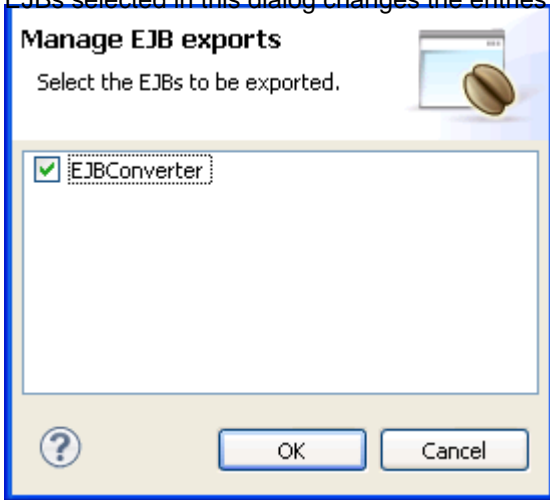 EJBs selected in this dialog changes the entries
Manage EJB exports
Select the EJBs to be exported.
EJBConverter
?
OK Cancel